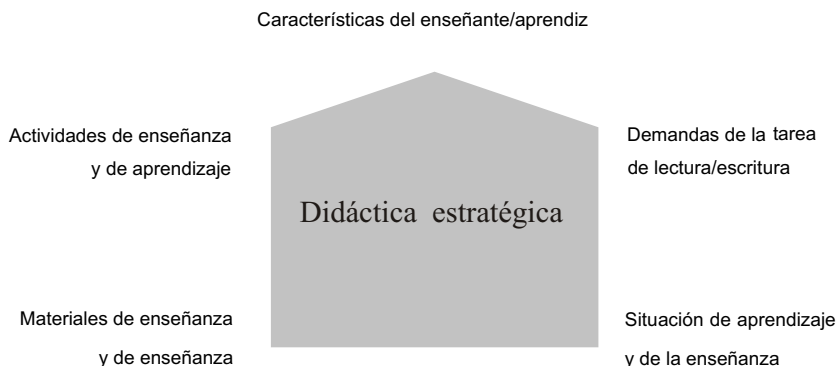 Características del enseñante/aprendiz
Actividades de enseñanza
y de aprendizaje
Demandas de la tarea
de lectura/escritura
Didáctica estratégica
Materiales de enseñanza
y de enseñanza
Situación de aprendizaje
y de la enseñanza